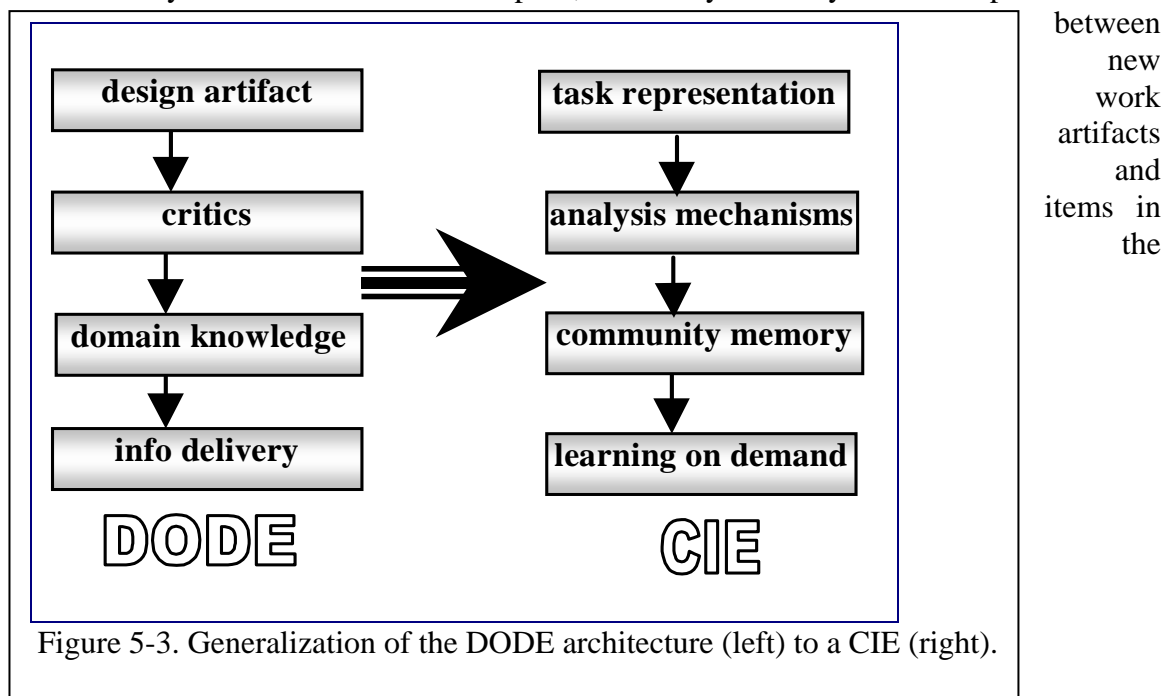 between
new
work
artifacts
and
items in
the
design artifact
critics
domain knowledge
info delivery
DODE
task representation
analysis mechanisms
community memory
learning on demand
CIE
Figure 5-3. Generalization of the DODE architecture (left) to a CIE (right).